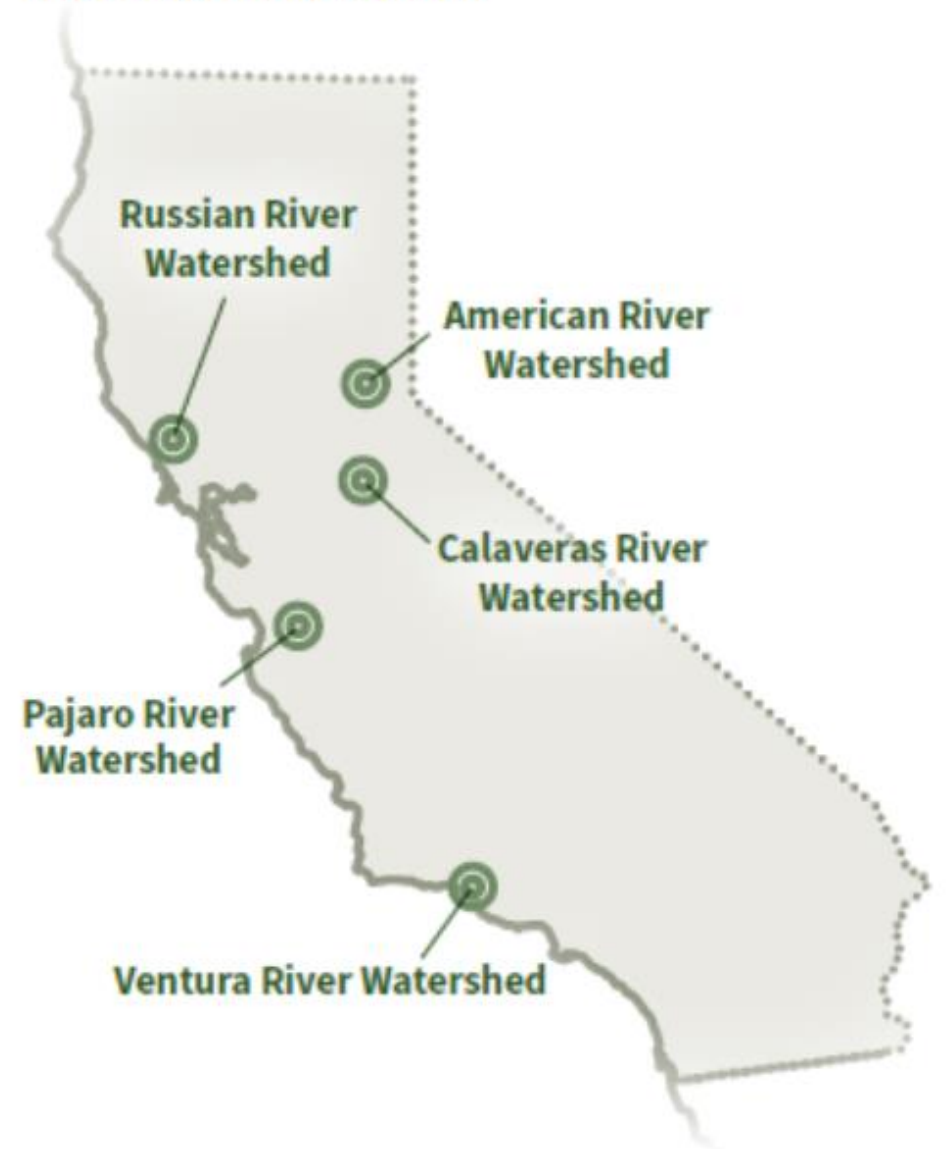 Russian River
Watershed
American River
Watershed
Calaveras River
Watershed
Pajaro River
Watershed
Ventura River Watershed